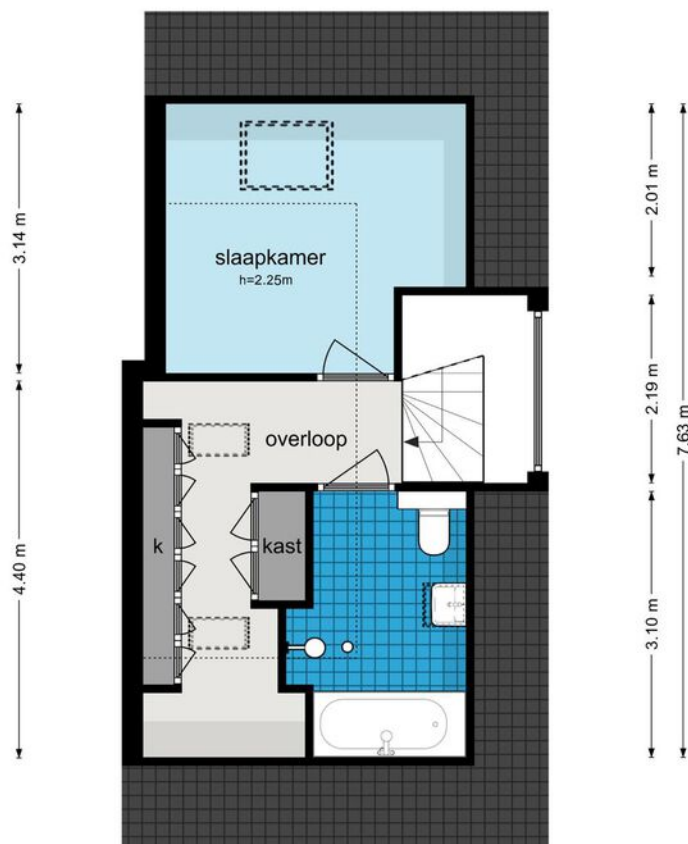 3.14 m
4.40 m
slaapkamer
h=2.25m
overloop
k
kast
2.01 m
2.19 m
3.10 m
7.63 m